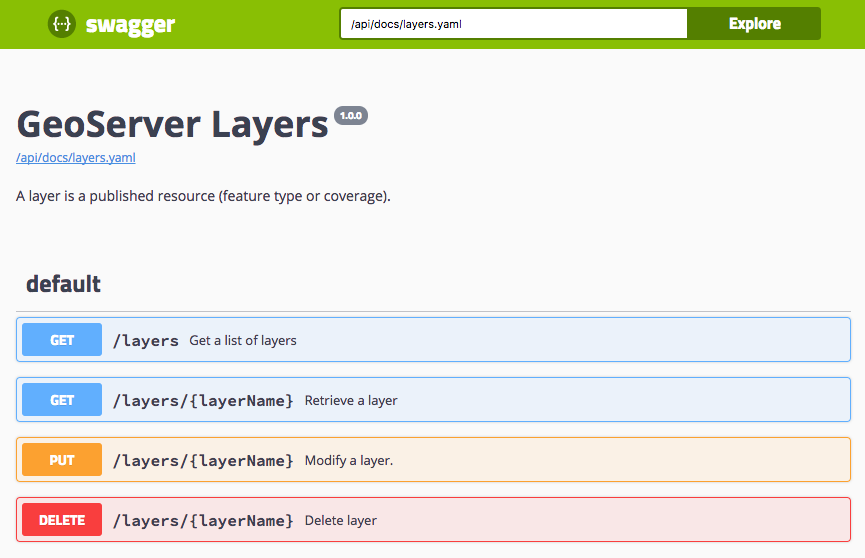 {···} swagger
/api/docs/layers.yaml
Explore
GeoServer Layers 1.0.0
/api/docs/layers.yaml
A layer is a published resource (feature type or coverage).
default
GET /layers Get a list of layers
GET /layers/{layerName} Retrieve a layer
PUT /layers/{layerName} Modify a layer.
DELETE /layers/{layerName} Delete layer